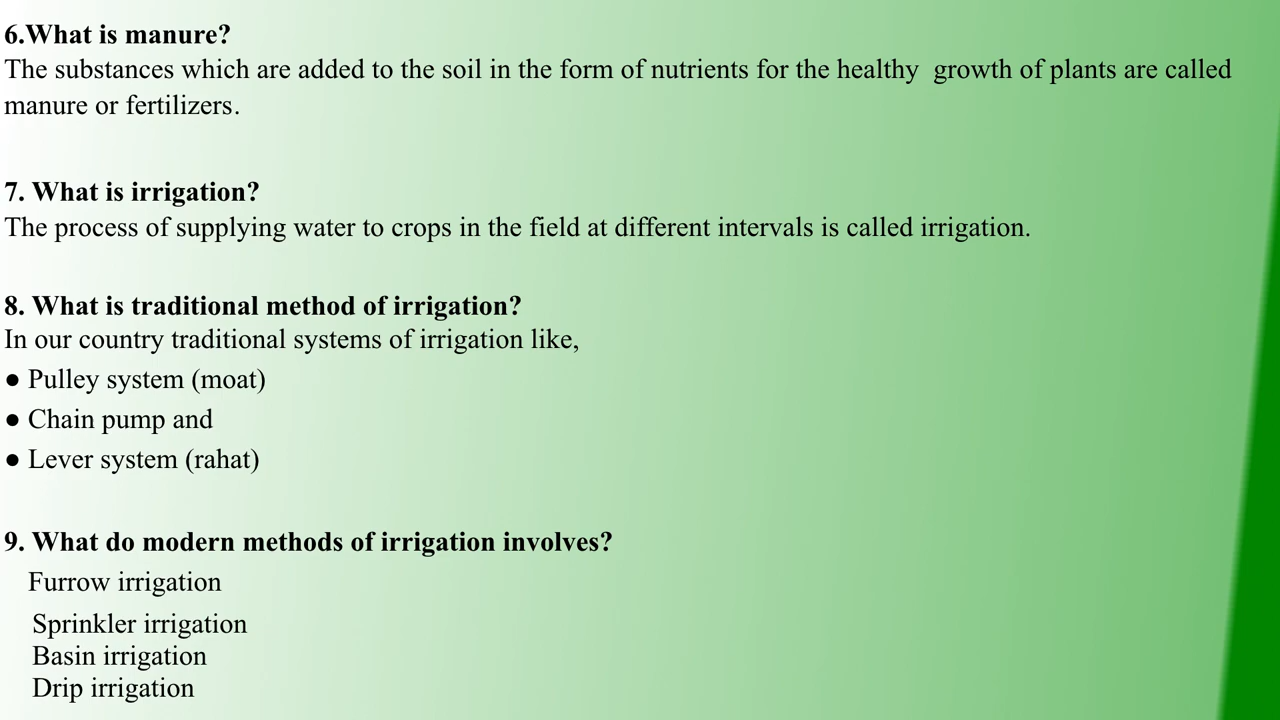 6.What is manure?
The substances which are added to the soil in the form of nutrients for the healthy  growth of plants are called
manure or fertilizers.
7. What is irrigation?
The process of supplying water to crops in the field at different intervals is called irrigation.
8. What is traditional method of irrigation?
In our country traditional systems of irrigation like,
● Pulley system (moat)
● Chain pump and
● Lever system (rahat)
9. What do modern methods of irrigation involves?
Furrow irrigation
Sprinkler irrigation
Basin irrigation
Drip irrigation